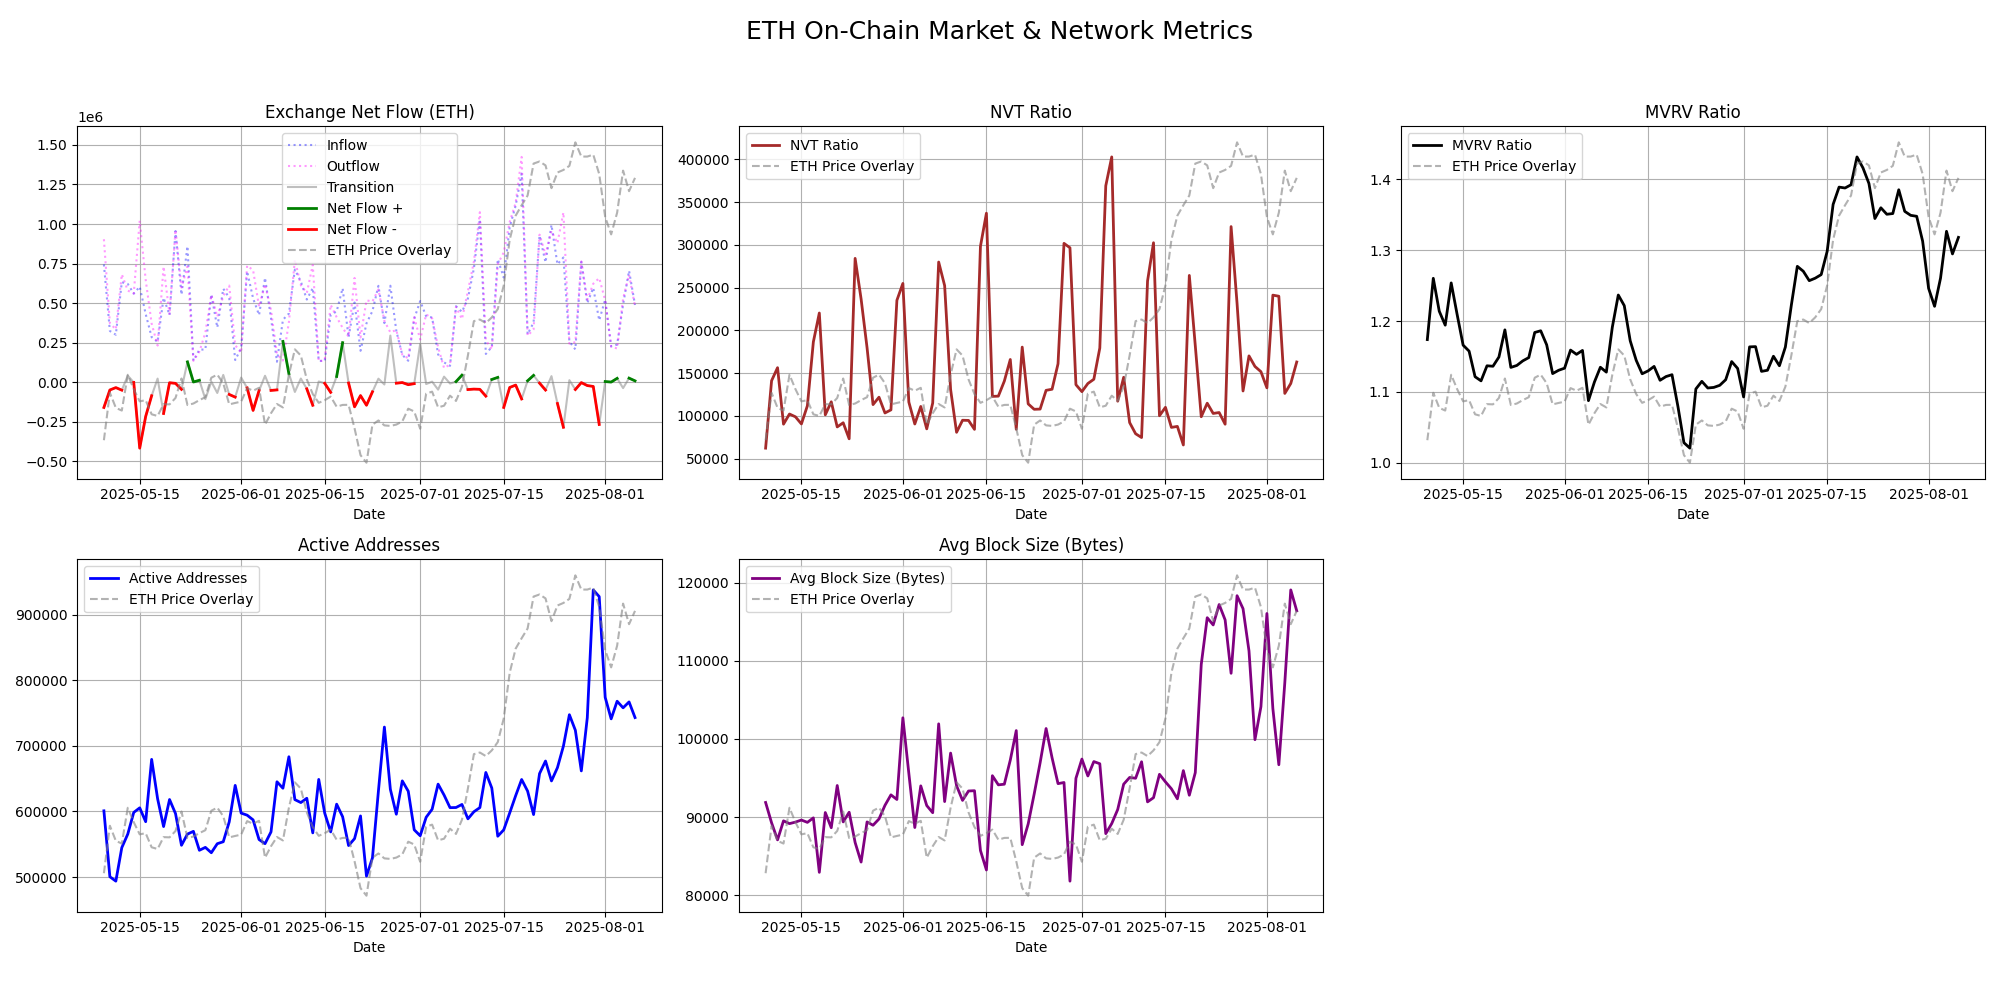 ETH On-Chain Market & Network Metrics
Exchange Net Flow (ETH)
1e6
Inflow
Outflow
Transition
Net Flow +
Net Flow -
ETH Price Overlay
1.50
1.25
1.00
0.75
0.50
0.25
0.00
−0.25
−0.50
2025-05-15 2025-06-01 2025-06-15 2025-07-01 2025-07-15 2025-08-01
Date
NVT Ratio
NVT Ratio
ETH Price Overlay
400000
350000
300000
250000
200000
150000
100000
50000
2025-05-15 2025-06-01 2025-06-15 2025-07-01 2025-07-15 2025-08-01
Date
MVRV Ratio
MVRV Ratio
ETH Price Overlay
1.4
1.3
1.2
1.1
1.0
2025-05-15 2025-06-01 2025-06-15 2025-07-01 2025-07-15 2025-08-01
Date
Active Addresses
Active Addresses
ETH Price Overlay
900000
800000
700000
600000
500000
2025-05-15 2025-06-01 2025-06-15 2025-07-01 2025-07-15 2025-08-01
Date
Avg Block Size (Bytes)
Avg Block Size (Bytes)
ETH Price Overlay
120000
110000
100000
90000
80000
2025-05-15 2025-06-01 2025-06-15 2025-07-01 2025-07-15 2025-08-01
Date